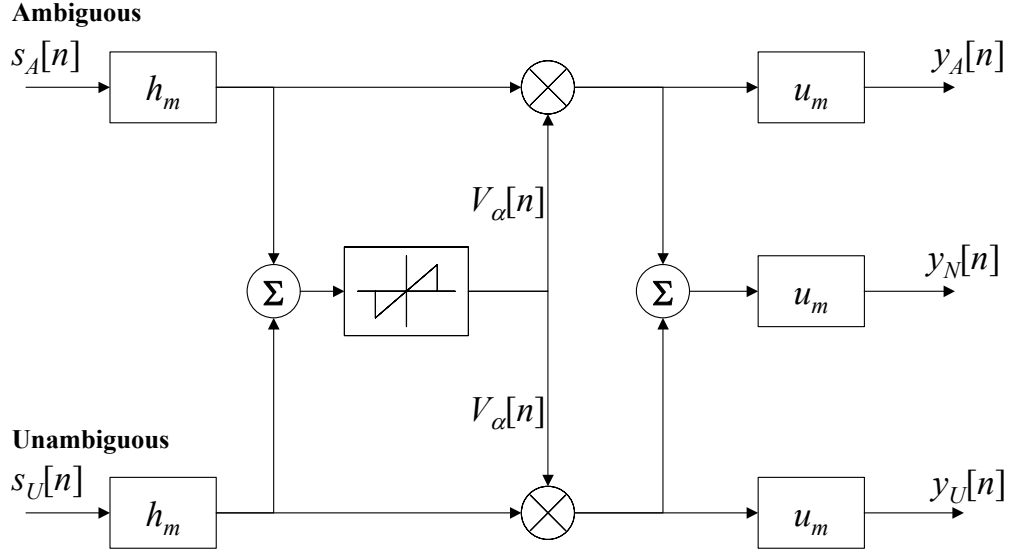 Ambiguous
s_A[n]
h_m
u_m
y_A[n]
V_α[n]
Σ
Σ
u_m
y_N[n]
V_α[n]
Unambiguous
s_U[n]
h_m
u_m
y_U[n]